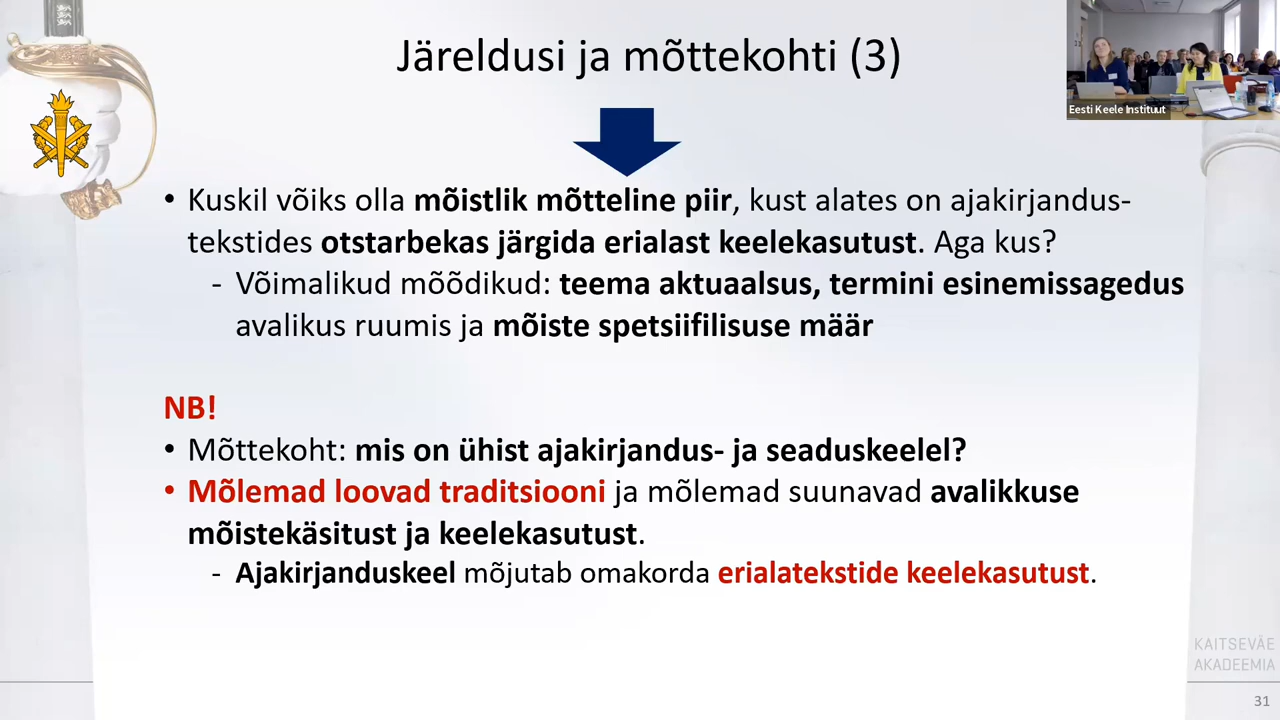 Järeldusi ja mõttekohti (3)
Eesti Keele Instituut
• Kuskil võiks olla mõistlik mõtteline piir, kust alates on ajakirjandus-
tekstides otstarbekas järgida erialast keelekasutust. Aga kus?
- Võimalikud mõõdikud: teema aktuaalsus, termini esinemissagedus
avalikus ruumis ja mõiste spetsiifilisuse määr
NB!
• Mõttekoht: mis on ühist ajakirjandus- ja seaduskeelel?
• Mõlemad loovad traditsiooni ja mõlemad suunavad avalikkuse
mõistekäsitust ja keelekasutust.
- Ajakirjanduskeel mõjutab omakorda erialatekstide keelekasutust.
KAITSEVÄE
AKADEEMIA
31